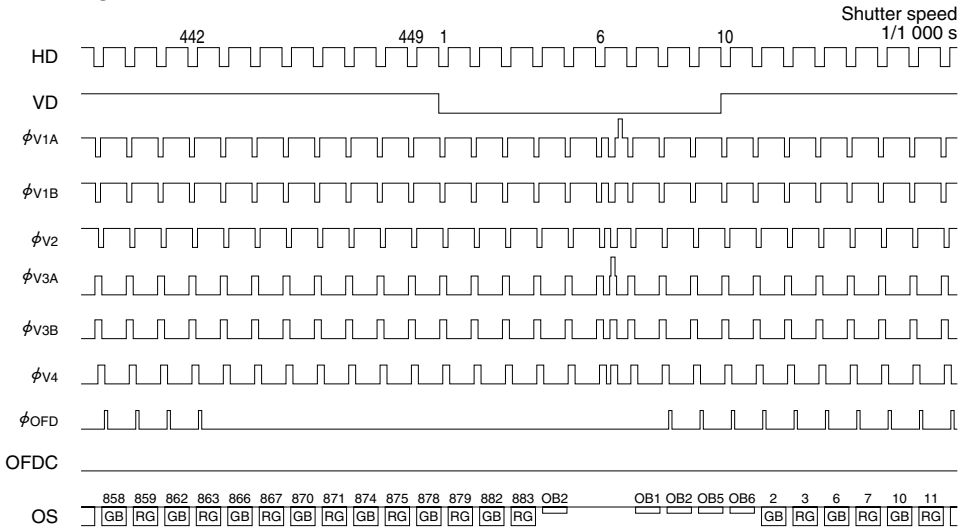 Shutter speed
1/1 000 s
442 449 1 6 10
HD
VD
ϕV1A
ϕV1B
ϕV2
ϕV3A
ϕV3B
ϕV4
ϕOFD
OFDC
858 859 862 863 866 867 870 871 874 875 878 879 882 883 OB2 OB1 OB2 OB5 OB6 2 3 6 7 10 11
OS GB RG GB RG GB RG GB RG GB RG GB RG GB RG GB RG GB RG GB RG